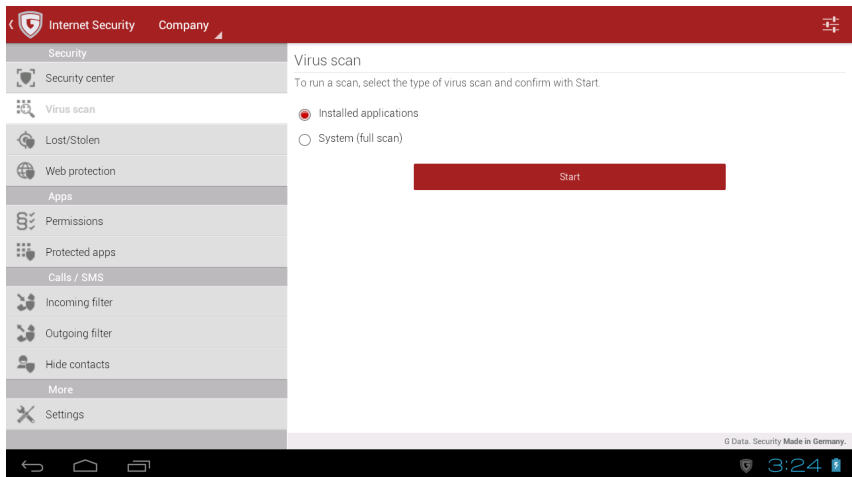 Internet Security Company
Security
Security center
Virus scan
Lost/Stolen
Web protection
Apps
Permissions
Protected apps
Calls / SMS
Incoming filter
Outgoing filter
Hide contacts
More
Settings
Virus scan
To run a scan, select the type of virus scan and confirm with Start.
Installed applications
System (full scan)
Start
G Data. Security Made in Germany.
3:24